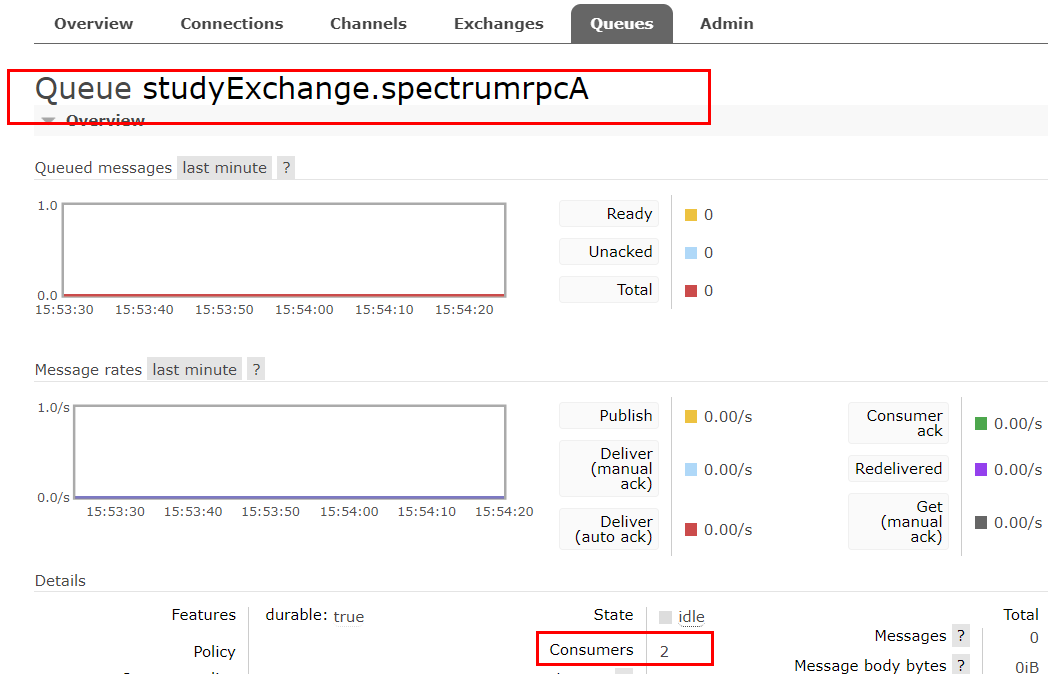 Overview Connections Channels Exchanges Queues Admin
Queue studyExchange.spectrumrpcA
Overview
Queued messages last minute ?
1.0
0.0
15:53:30 15:53:40 15:53:50 15:54:00 15:54:10 15:54:20
Ready 0
Unacked 0
Total 0
Message rates last minute ?
1.0/s
0.0/s
15:53:30 15:53:40 15:53:50 15:54:00 15:54:10 15:54:20
Publish 0.00/s
Deliver
(manual 0.00/s
ack)
Deliver
(auto ack) 0.00/s
Consumer
ack 0.00/s
Redelivered 0.00/s
Get
(manual 0.00/s
ack)
Details
Features durable: true
Policy
State idle
Consumers 2
Total
Messages ? 0
Message body bytes ? 0iB